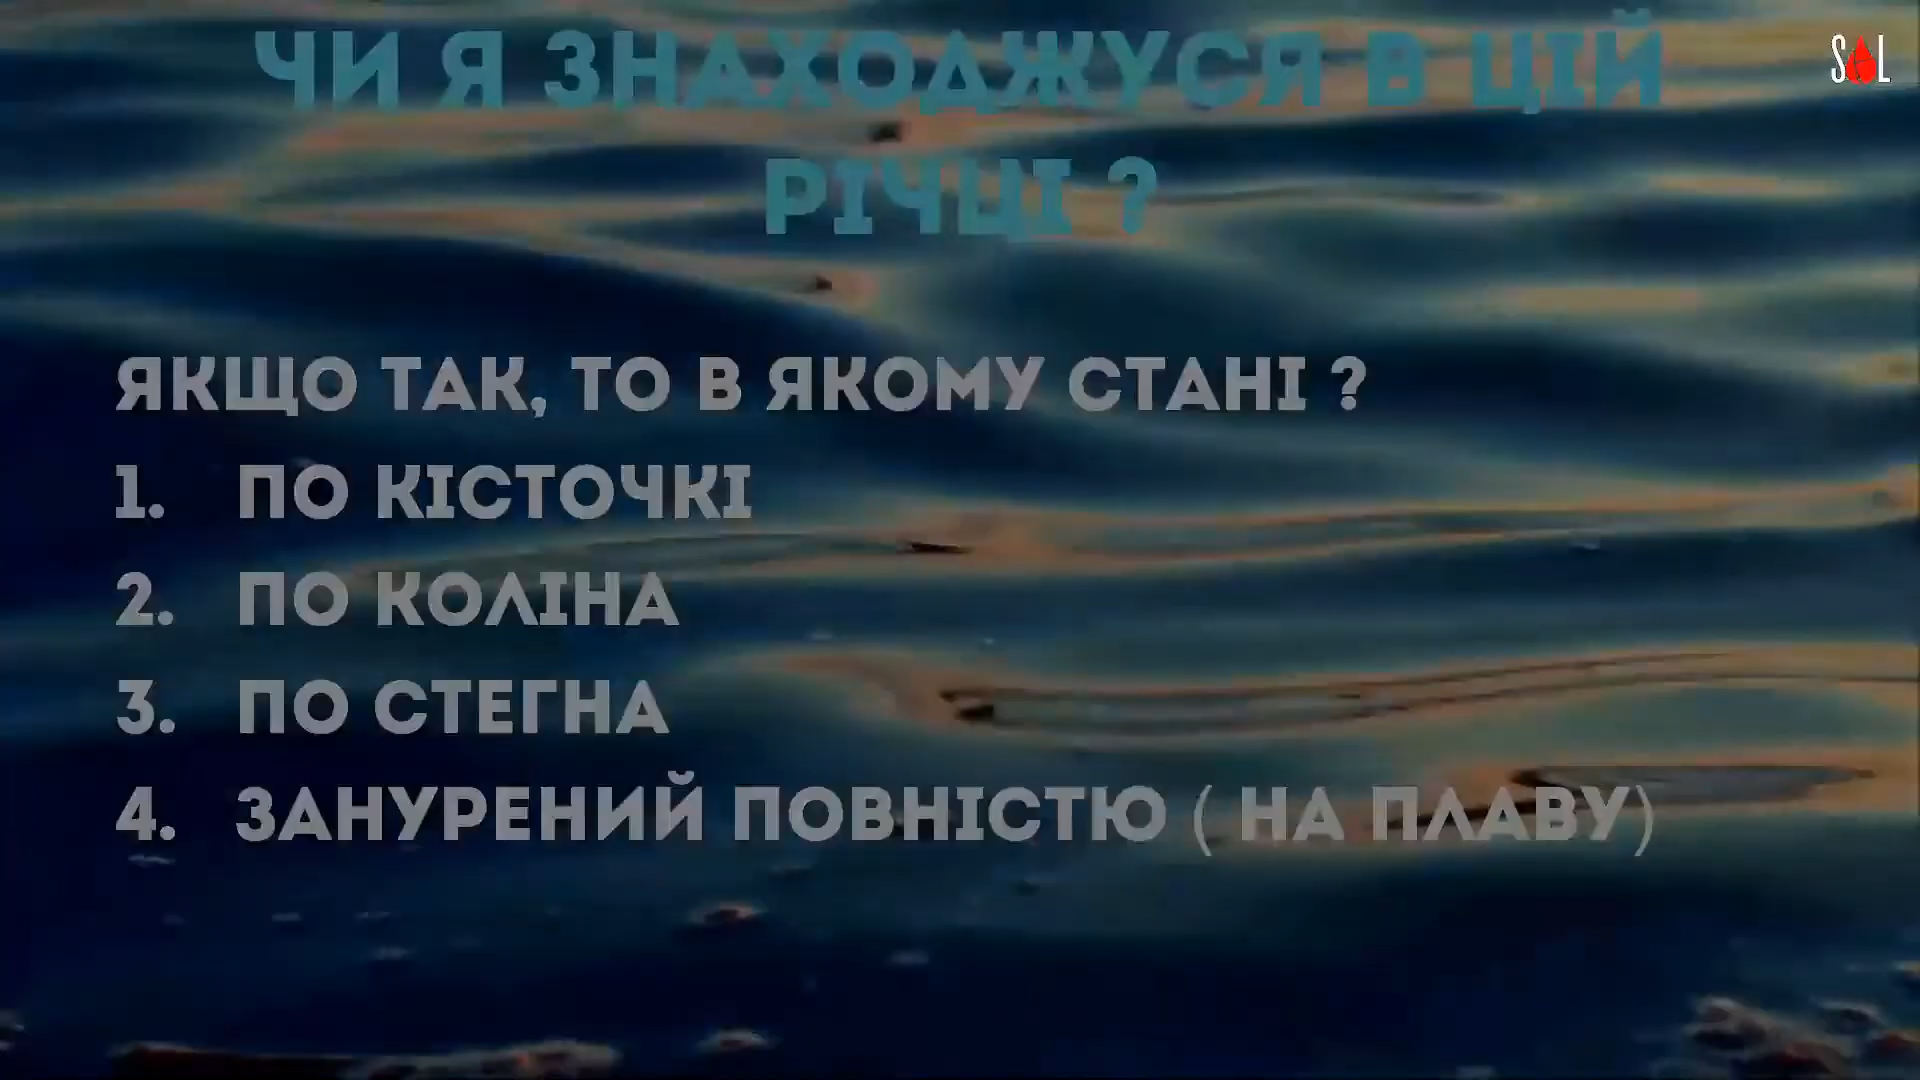 ЧИ Я ЗНАХОДЖУСЯ В ЦІЙ
РІЧЦІ ?
SOL
ЯКЩО ТАК, ТО В ЯКОМУ СТАНІ ?
1. ПО КІСТОЧКІ
2. ПО КОЛІНА
3. ПО СТЕГНА
4. ЗАНУРЕНИЙ ПОВНІСТЮ ( НА ПЛАВУ)